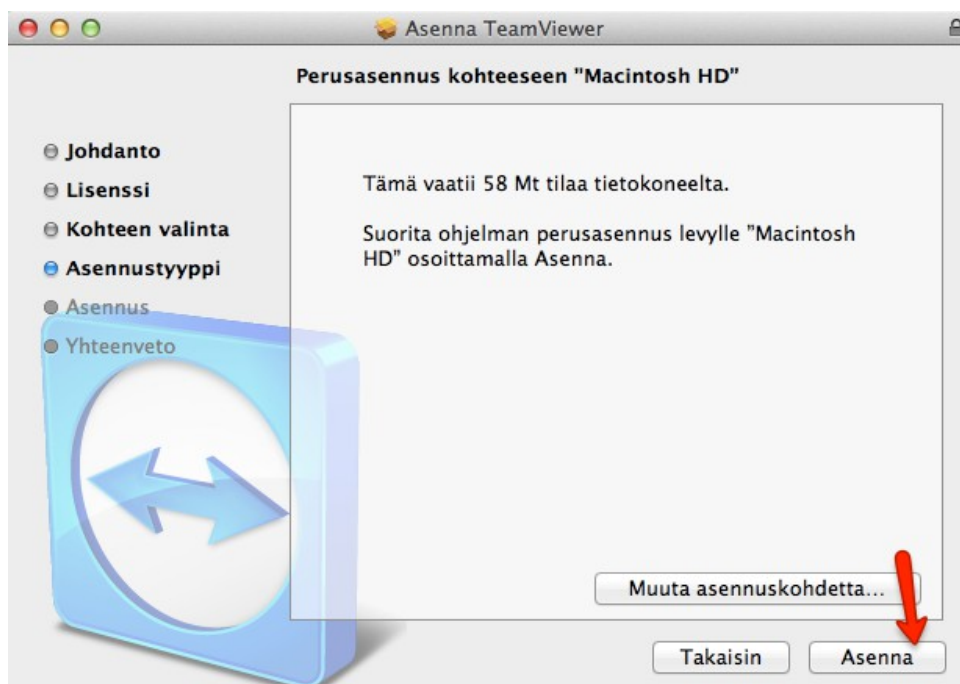 Asenna TeamViewer
Perusasennus kohteeseen "Macintosh HD"
Johdanto
Lisenssi
Kohteen valinta
Asennustyyppi
Asennus
Yhteenveto
Tämä vaatii 58 Mt tilaa tietokoneelta.
Suorita ohjelman perusasennus levylle ”Macintosh
HD” osoittamalla Asenna.
Muuta asennuskohdetta...
Takaisin
Asenna